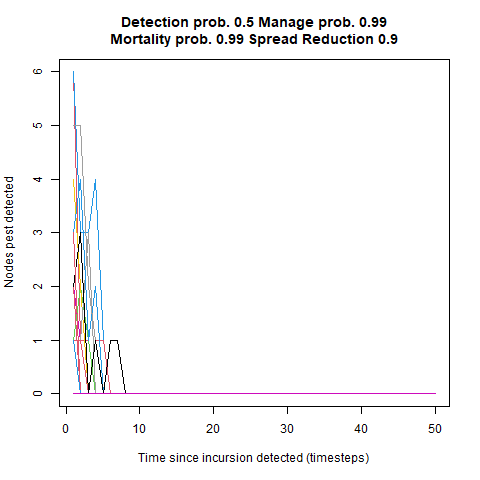 Detection prob. 0.5 Manage prob. 0.99
Mortality prob. 0.99 Spread Reduction 0.9
Nodes pest detected
6
5
4
3
2
1
0
0 10 20 30 40 50
Time since incursion detected (timesteps)